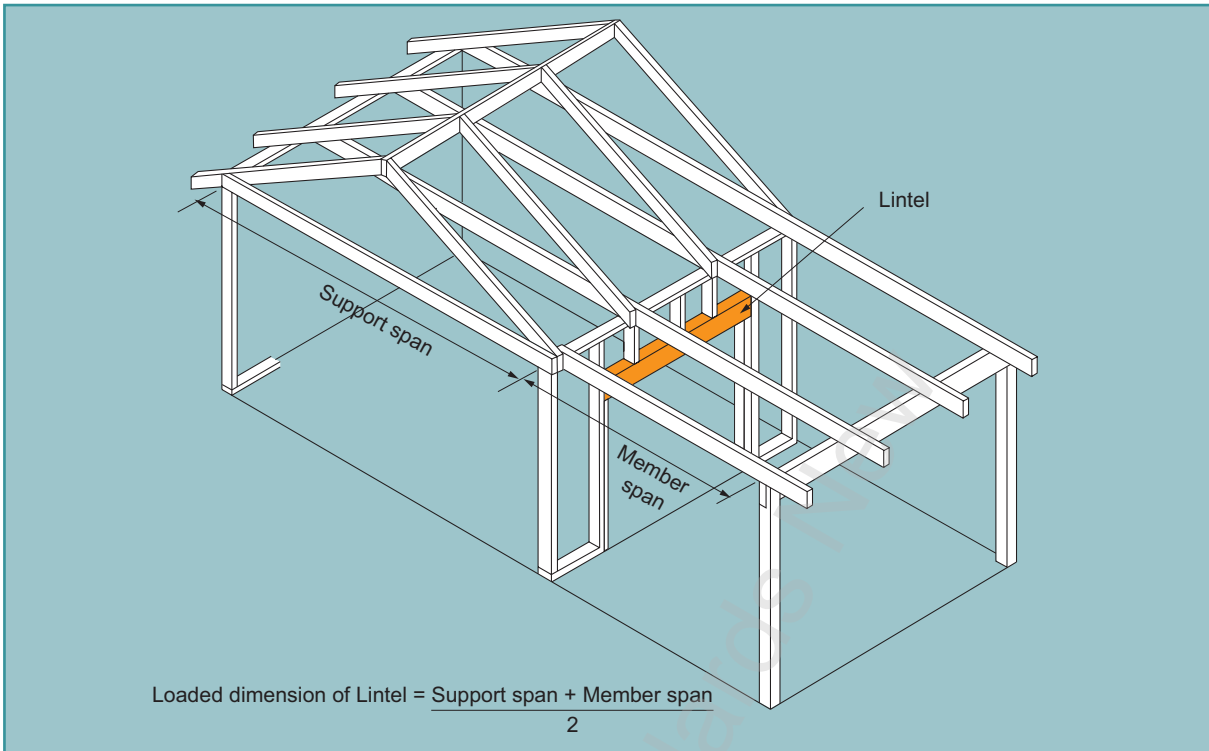 Lintel
Support span
Member
span
Loaded dimension of Lintel = Support span + Member span
2